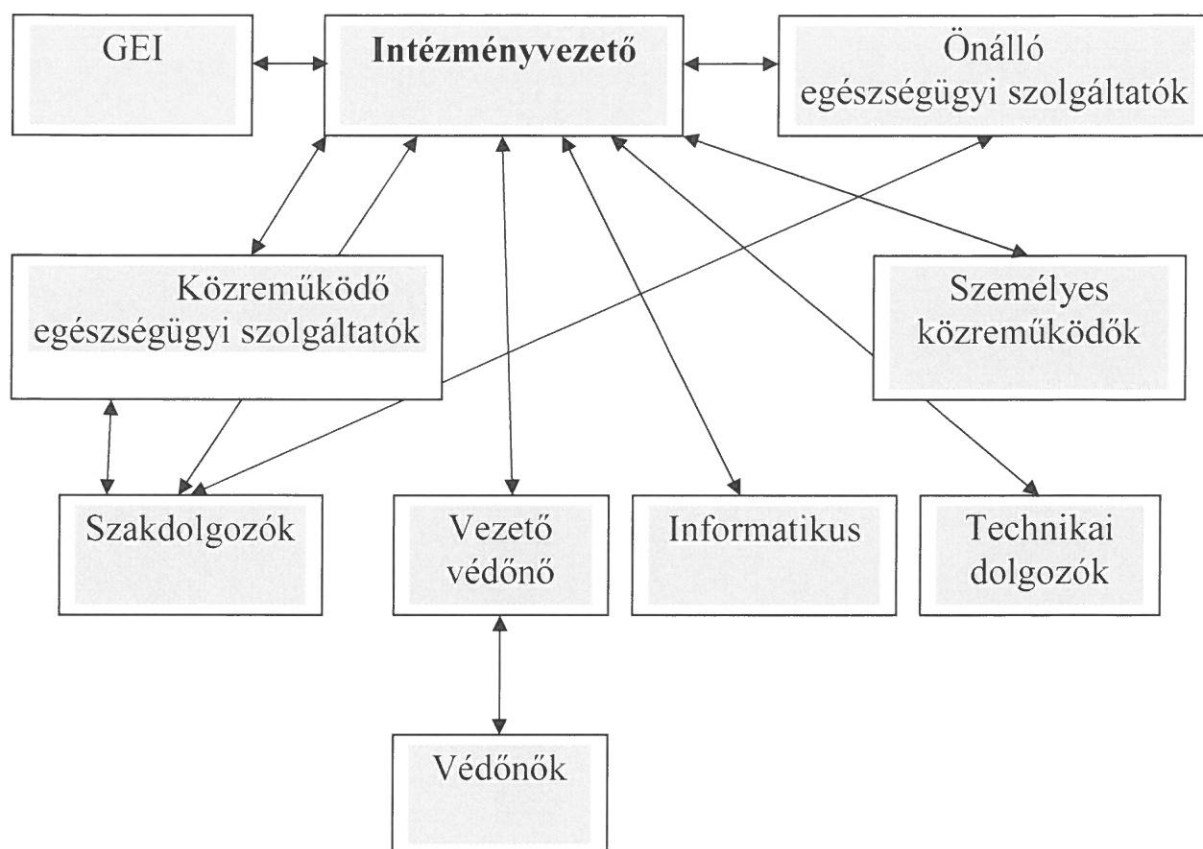 GEI
Intézményvezető
Önálló
egészségügyi szolgáltatók
Közreműködő
egészségügyi szolgáltatók
Személyes
közreműködők
Szakdolgozók
Vezető
védőnő
Informatikus
Technikai
dolgozók
Védőnők